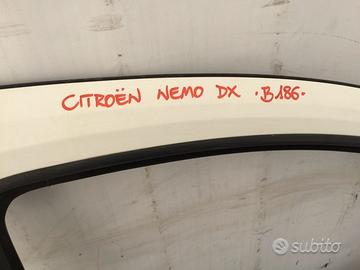 CITROËN NEMO DX .B186.
subito